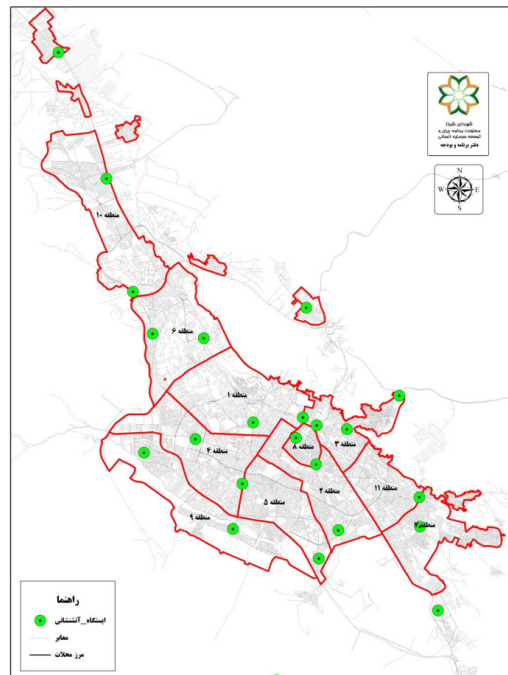 شهرداری شیراز
معاونت برنامه ریزی و
توسعه سرمایه انسانی
دفتر برنامه و بودجه
N
W E
S
منطقه ۱۰
منطقه ۶
منطقه ۱
منطقه ۳
منطقه ۸
منطقه ۴
منطقه ۱۱
منطقه ۲
منطقه ۵
منطقه ۹
منطقه ۷
راهنما
ایستگاه_آتشنشانی
معابر
مرز محلات